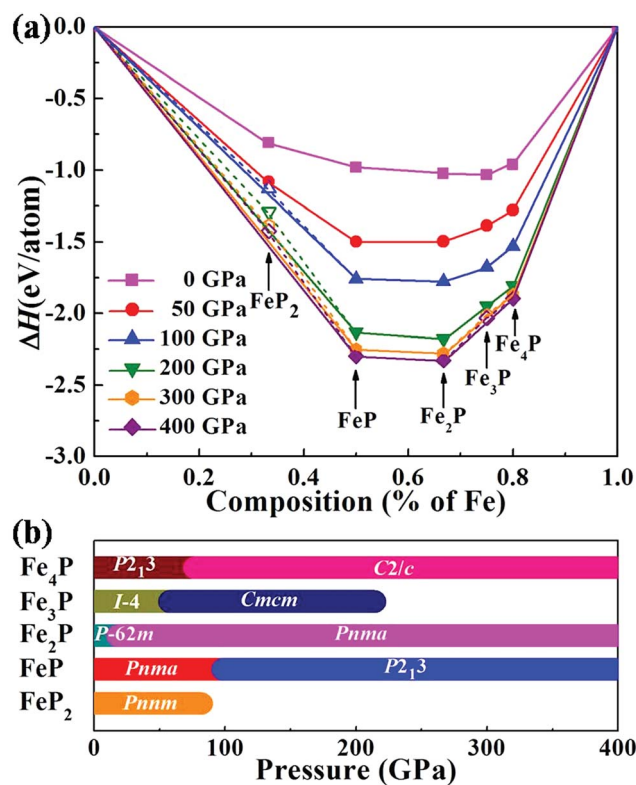 (a)
0.0
-0.5
-1.0
-1.5
-2.0
-2.5
-3.0
ΔH(eV/atom)
0 GPa
50 GPa
100 GPa
200 GPa
300 GPa
400 GPa
FeP₂
FeP
Fe₂P
Fe₃P
Fe₄P
0.0 0.2 0.4 0.6 0.8 1.0
Composition (% of Fe)
(b)
Fe₄P P2₁3 C2/c
Fe₃P I-4 Cmcm
Fe₂P P-62m Pnma
FeP Pnma P2₁3
FeP₂ Pnnm
0 100 200 300 400
Pressure (GPa)